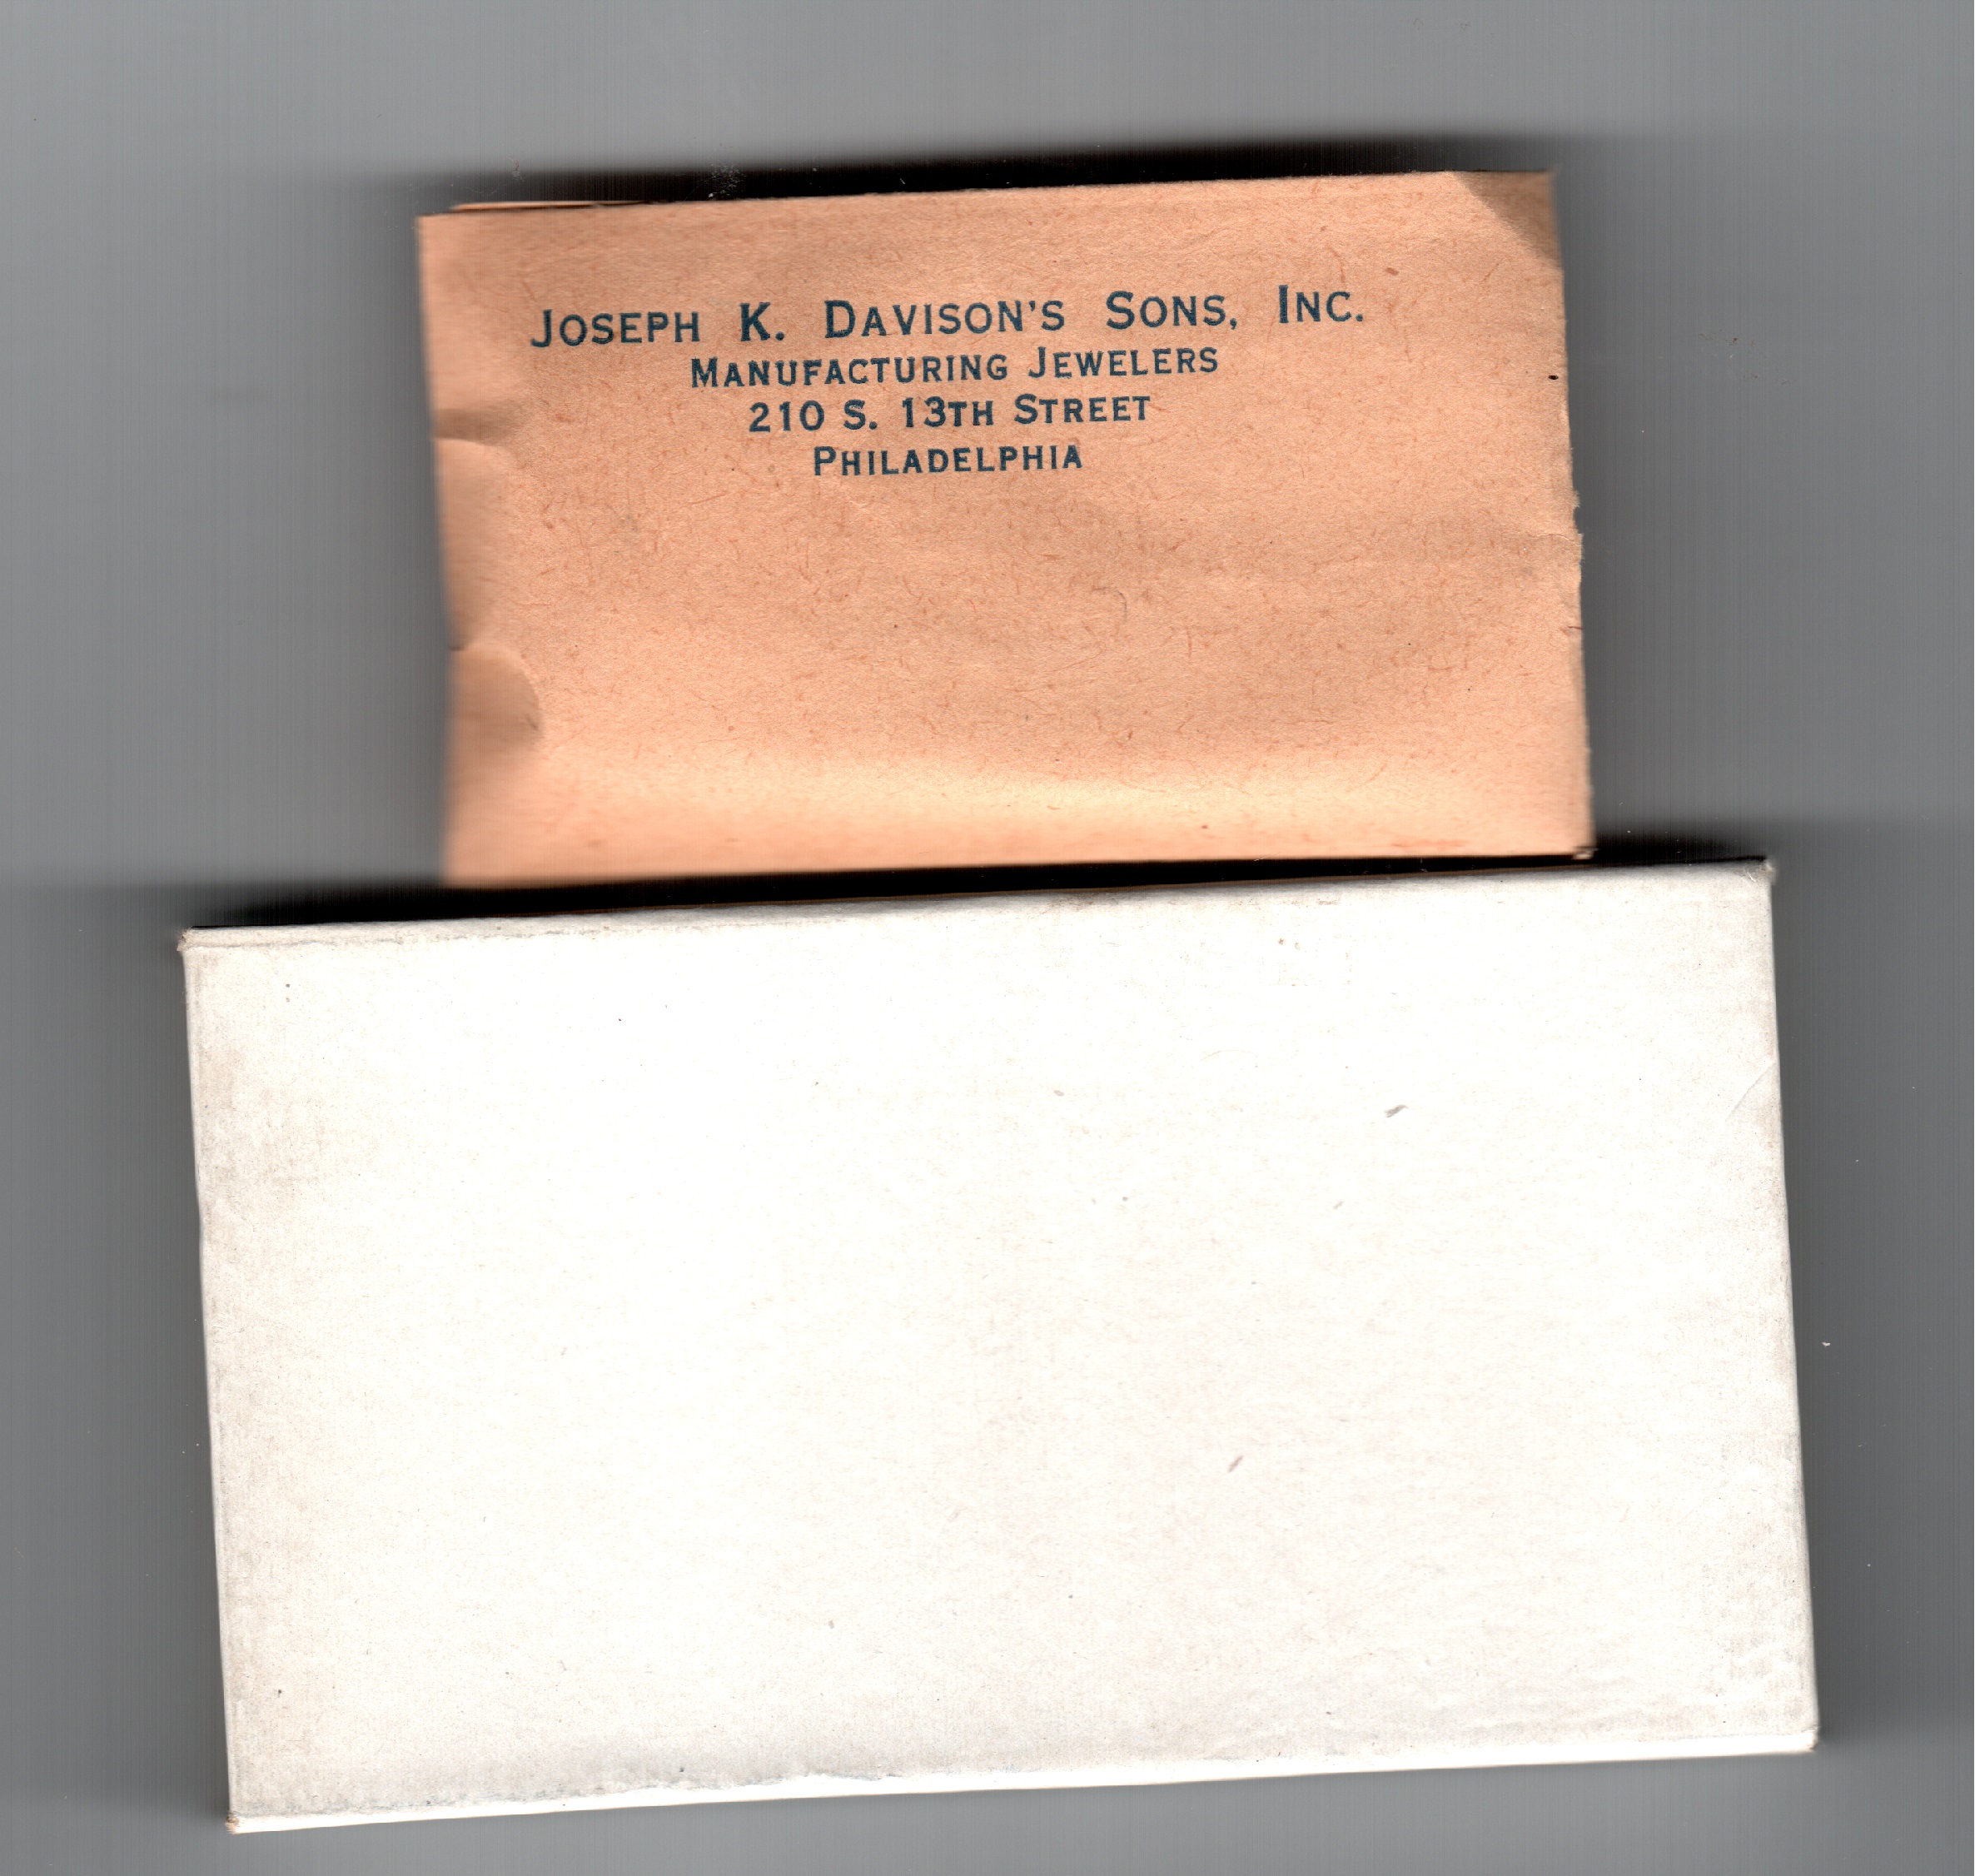 Joseph K. Davison's Sons, Inc.
Manufacturing Jewelers
210 S. 13th Street
Philadelphia